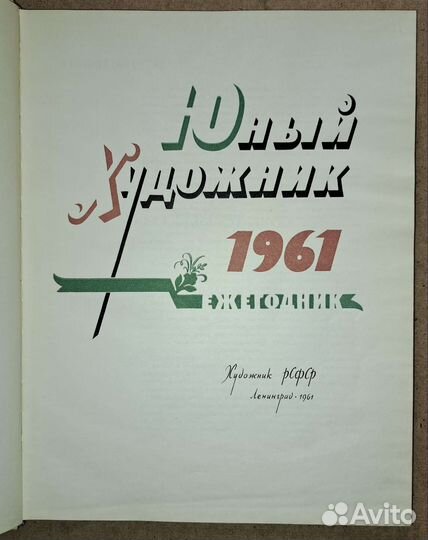 Юный
Художник
1961
ЕЖЕГОДНИК
Художник РСФСР
Ленинград · 1961
Avito